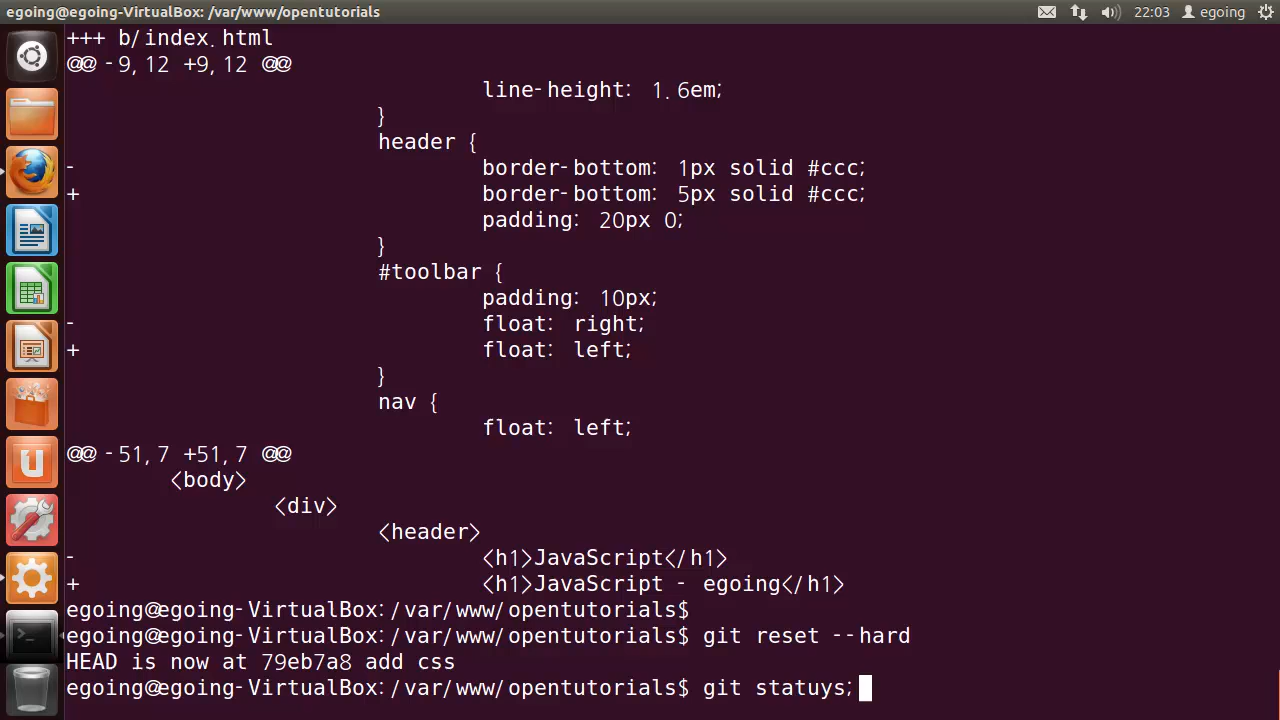 egoing@egoing-VirtualBox: /var/www/opentutorials
22:03 egoing
+++ b/index.html
@@ -9,12 +9,12 @@
line-height: 1.6em;
}
header {
- border-bottom: 1px solid #ccc;
+ border-bottom: 5px solid #ccc;
padding: 20px 0;
}
#toolbar {
padding: 10px;
- float: right;
+ float: left;
}
nav {
float: left;
@@ -51,7 +51,7 @@
<body>
<div>
<header>
- <h1>JavaScript</h1>
+ <h1>JavaScript - egoing</h1>
egoing@egoing-VirtualBox:/var/www/opentutorials$
egoing@egoing-VirtualBox:/var/www/opentutorials$ git reset --hard
HEAD is now at 79eb7a8 add css
egoing@egoing-VirtualBox:/var/www/opentutorials$ git statuys;